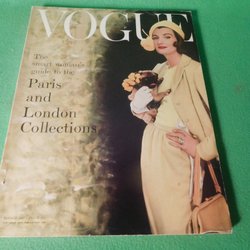 VOGUE
The
smart woman's
guide to the
Paris
and
London
Collections